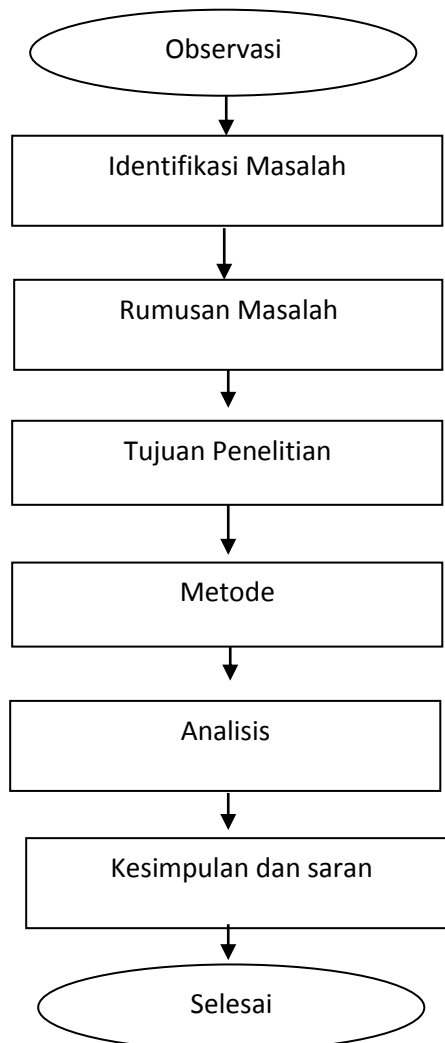 Observasi
Identifikasi Masalah
Rumusan Masalah
Tujuan Penelitian
Metode
Analisis
Kesimpulan dan saran
Selesai